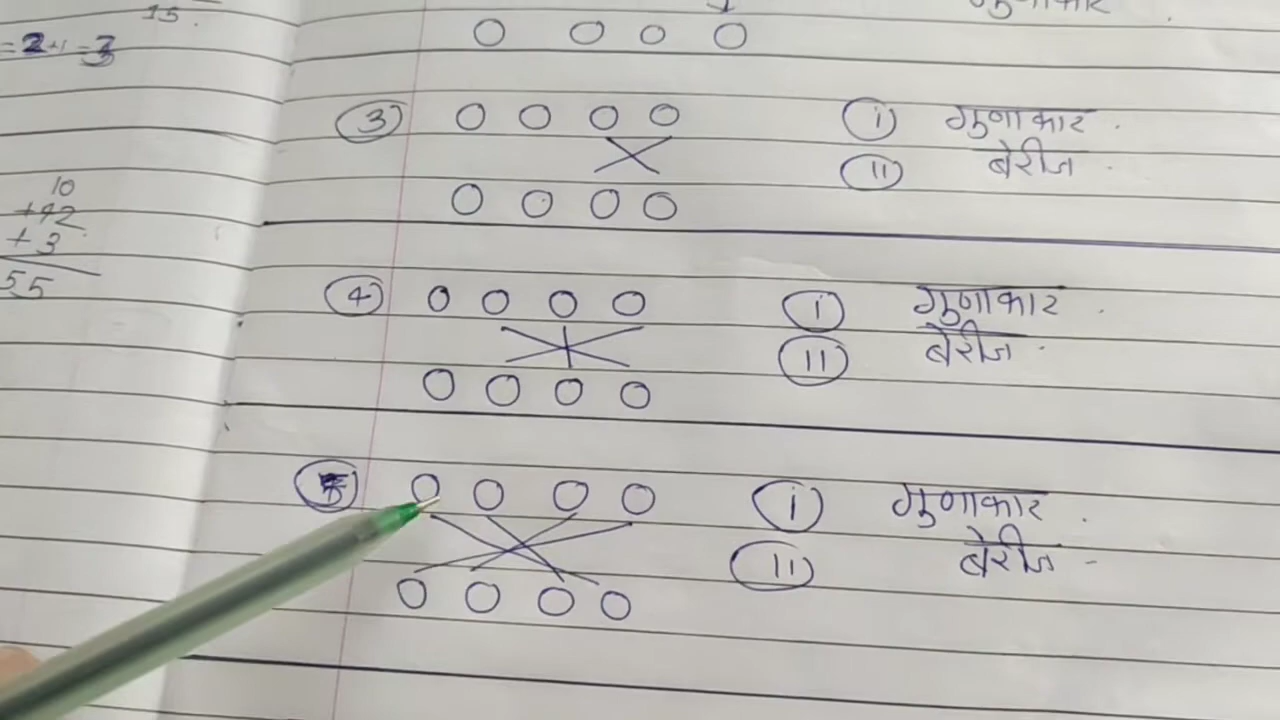 15.
= 2+1 = 3
गुणाकार
③ ○ ○ ○ ○ ⓘ गुणाकार .
ⓘⓘ बेरीज .
10
+42
+3
55
④ ○ ○ ○ ○ ⓘ गुणाकार .
ⓘⓘ बेरीज .
⑤ ○ ○ ○ ○ ⓘ गुणाकार .
ⓘⓘ बेरीज -